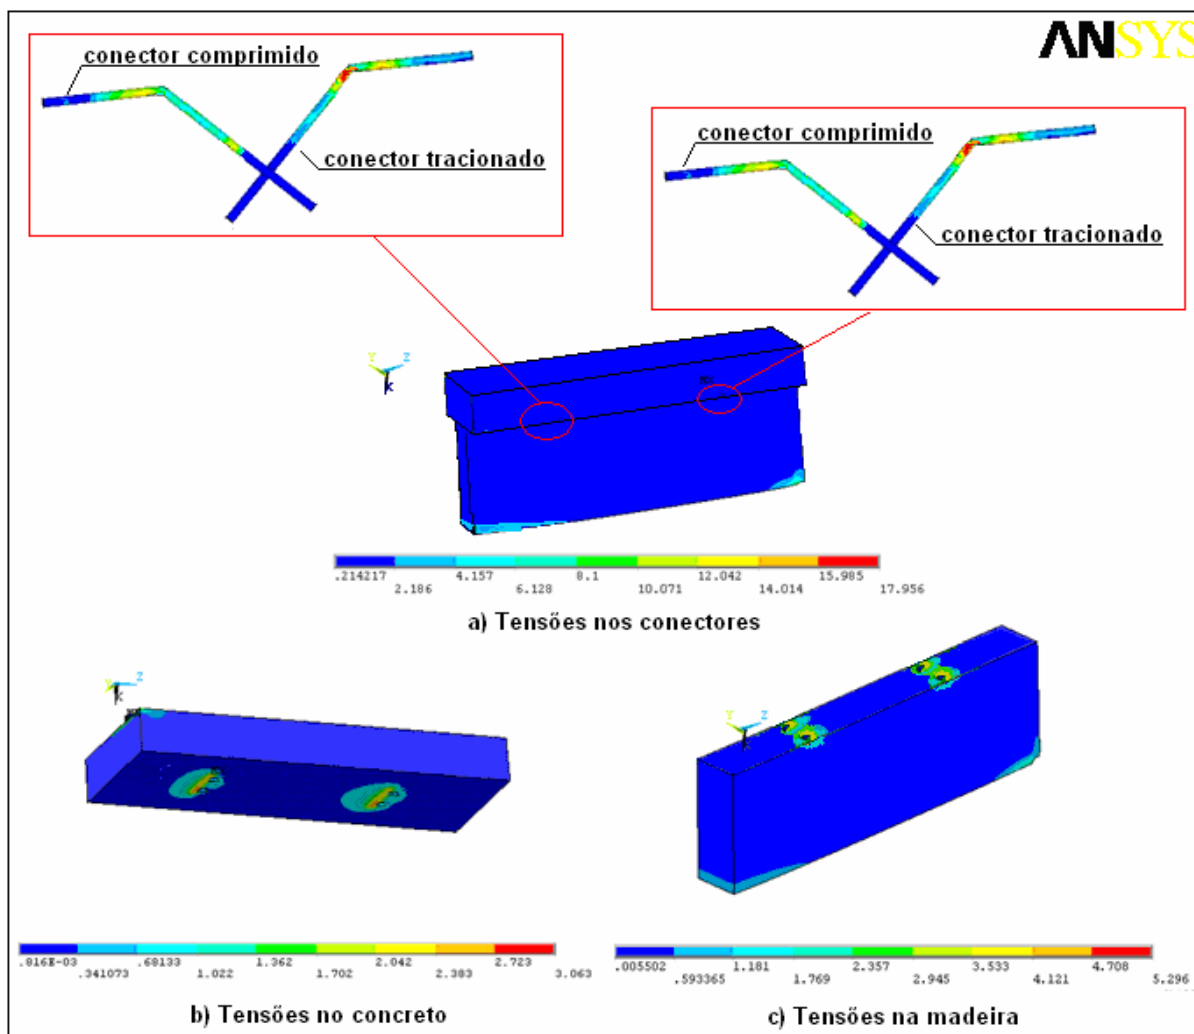 ANSYS
conector comprimido
conector tracionado
conector comprimido
conector tracionado
Y Z
X
.214217 4.157 8.1 12.042 15.985
2.186 6.128 10.071 14.014 17.956
a) Tensões nos conectores
Y Z
X
Y Z
.816E-03 .68133 1.362 2.042 2.723
.341073 1.022 1.702 2.383 3.063
b) Tensões no concreto
.005502 1.181 2.357 3.533 4.708
.593365 1.769 2.945 4.121 5.296
c) Tensões na madeira